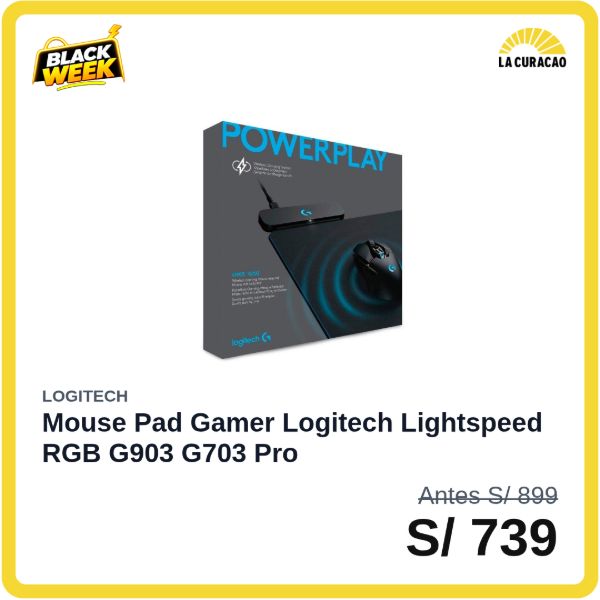 BLACK
WEEK
LA CURACAO
POWERPLAY
logitech G
LOGITECH
Mouse Pad Gamer Logitech Lightspeed
RGB G903 G703 Pro
Antes S/ 899
S/ 739